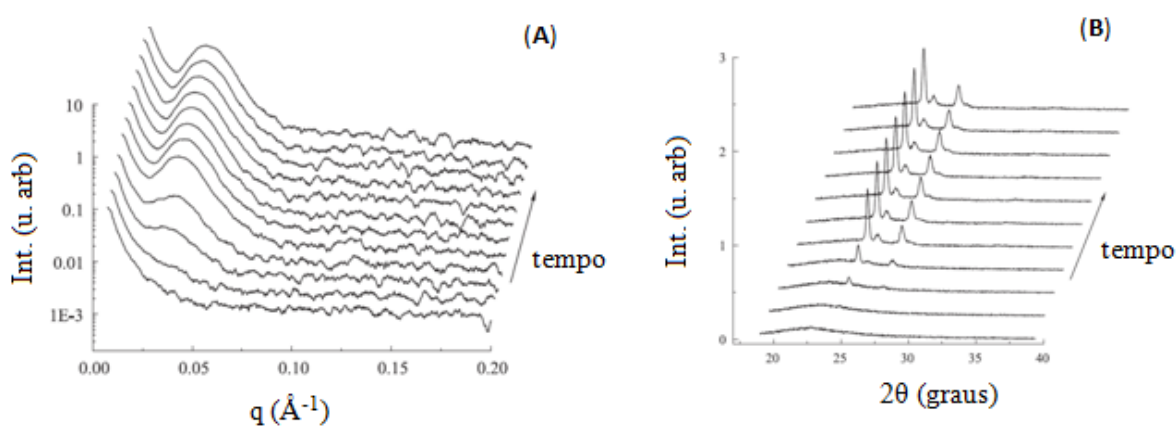 (A)
10
1
0.1
0.01
1E-3
Int. (u. arb)
0.00 0.05 0.10 0.15 0.20
q (Å-1)
tempo
(B)
3
2
1
0
Int. (u. arb)
20 25 30 35 40
2θ (graus)
tempo